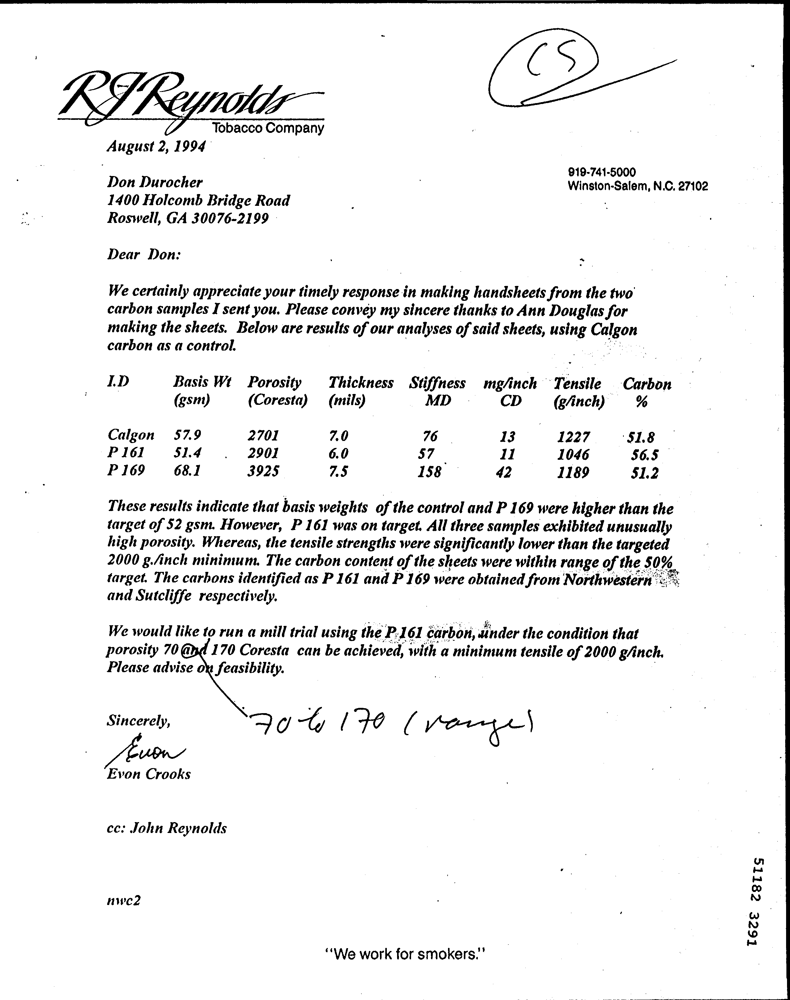 CS
RJReynolds
Tobacco Company
August 2, 1994
919-741-5000
Winston-Salem, N.C. 27102
Don Durocher
1400 Holcomb Bridge Road
Roswell, GA 30076-2199
Dear Don:
We certainly appreciate your timely response in making handsheets from the two
carbon samples I sent you. Please convey my sincere thanks to Ann Douglas for
making the sheets. Below are results of our analyses of said sheets, using Calgon
carbon as a control.
I.D Basis Wt Porosity Thickness Stiffness mg/inch Tensile Carbon
(gsm) (Coresta) (mils) MD CD (g/inch) %
Calgon 57.9 2701 7.0 76 13 1227 51.8
P 161 51.4 2901 6.0 57 11 1046 56.5
P 169 68.1 3925 7.5 158 42 1189 51.2
These results indicate that basis weights of the control and P 169 were higher than the
target of 52 gsm. However, P 161 was on target. All three samples exhibited unusually
high porosity. Whereas, the tensile strengths were significantly lower than the targeted
2000 g./inch minimum. The carbon content of the sheets were within range of the 50%
target. The carbons identified as P 161 and P 169 were obtained from Northwestern
and Sutcliffe respectively.
We would like to run a mill trial using the P 161 carbon, under the condition that
porosity 70 and 170 Coresta can be achieved, with a minimum tensile of 2000 g/inch.
Please advise on feasibility.
70 to 170 (range)
Sincerely,
Evon
Evon Crooks
cc: John Reynolds
nwc2
"We work for smokers."
51182 3291